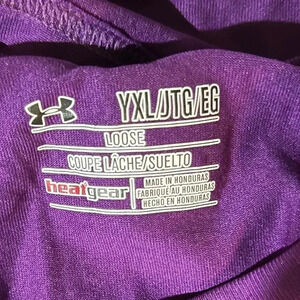 YXL/JTG/EG
LOOSE
COUPE LÂCHE/SUELTO
heatgear
MADE IN HONDURAS
FABRIQUÉ AU HONDURAS
HECHO EN HONDURAS